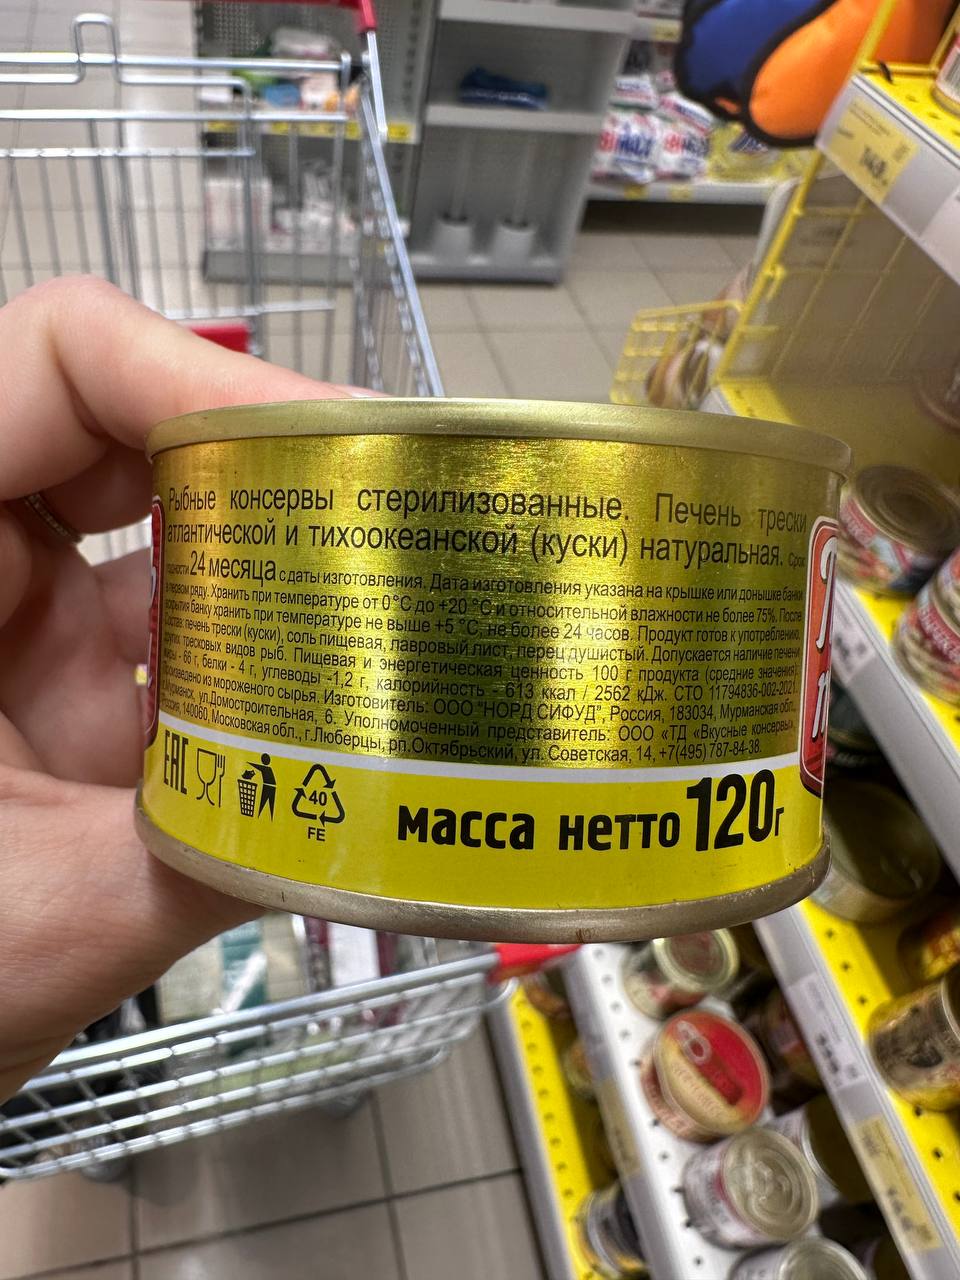 Рыбные консервы стерилизованные. Печень трески
атлантической и тихоокеанской (куски) натуральная. Срок
годности 24 месяца с даты изготовления. Дата изготовления указана на крышке или донышке банки
в первом ряду. Хранить при температуре от 0°С до +20 °С и относительной влажности не более 75%. После
вскрытия банку хранить при температуре не выше +5 °С, не более 24 часов. Продукт готов к употреблению.
Состав: печень трески (куски), соль пищевая, лавровый лист, перец душистый. Допускается наличие печени
других тресковых видов рыб. Пищевая и энергетическая ценность 100 г продукта (средние значения):
жиры - 66 г, белки - 4 г, углеводы -1,2 г, калорийность - 613 ккал / 2562 кДж. СТО 11794836-002-2021.
Произведено из мороженого сырья. Изготовитель: ООО "НОРД СИФУД", Россия, 183034, Мурманская обл.,
г.Мурманск, ул.Домостроительная, 6. Уполномоченный представитель: ООО «ТД «Вкусные консервы»,
Россия, 140060, Московская обл., г.Люберцы, рп.Октябрьский, ул. Советская, 14, +7(495) 787-84-38.
EAC
40
FE
масса нетто 120г